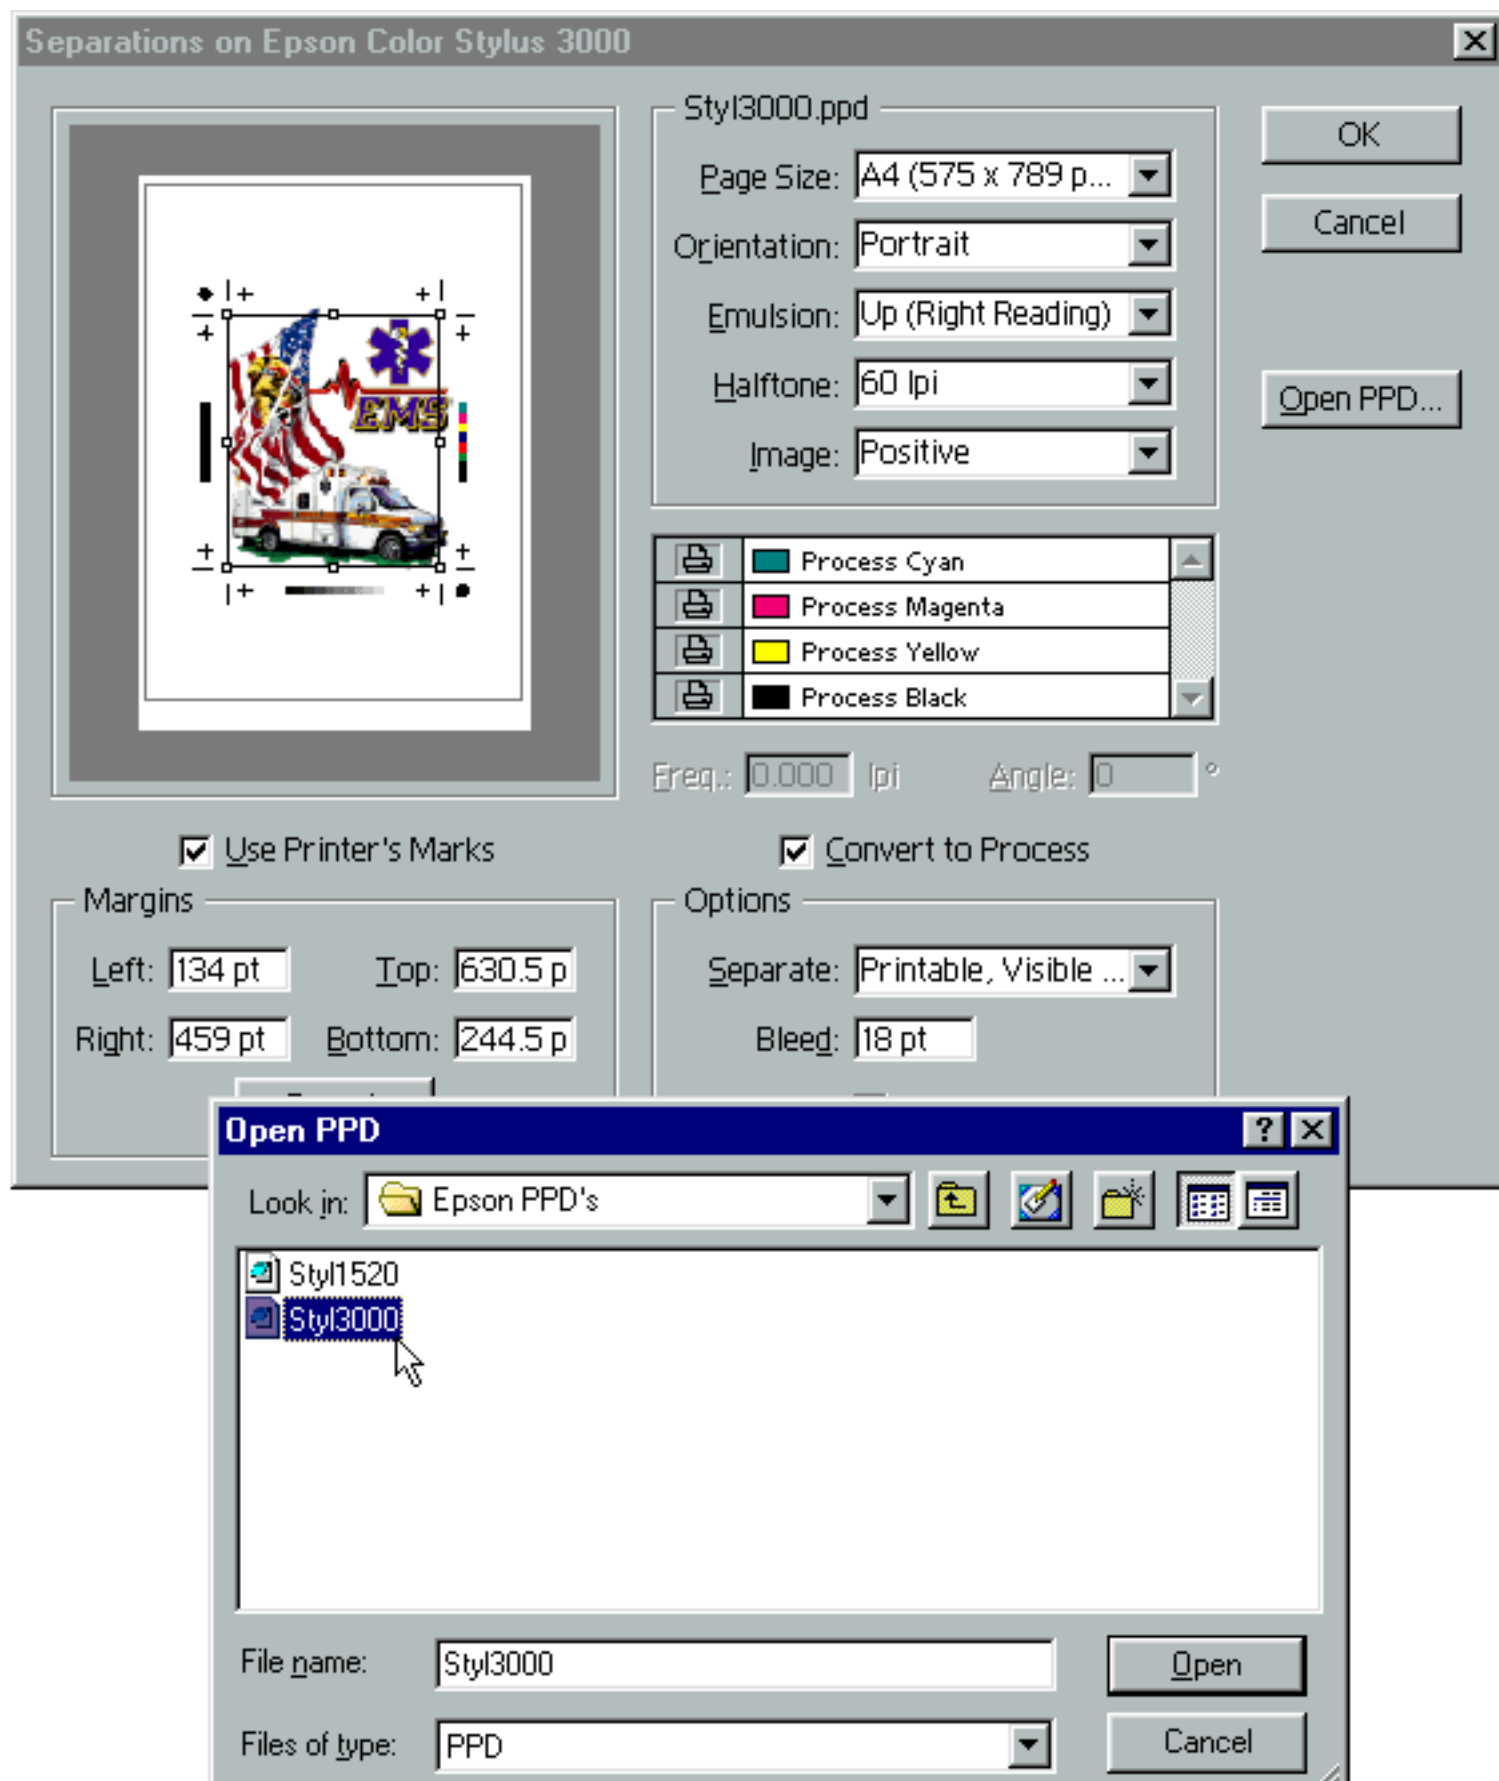 Separations on Epson Color Stylus 3000
Styl3000.ppd
Page Size: A4 (575 x 789 p...
Orientation: Portrait
Emulsion: Up (Right Reading)
Halftone: 60 lpi
Image: Positive
OK
Cancel
Open PPD...
EMS
Process Cyan
Process Magenta
Process Yellow
Process Black
Freq.: 0.000 lpi Angle: 0 °
Use Printer's Marks
Convert to Process
Margins
Left: 134 pt Top: 630.5 p
Right: 459 pt Bottom: 244.5 p
Options
Separate: Printable, Visible ...
Bleed: 18 pt
Open PPD
Look in: Epson PPD's
Styl1520
Styl3000
File name: Styl3000
Open
Files of type: PPD
Cancel